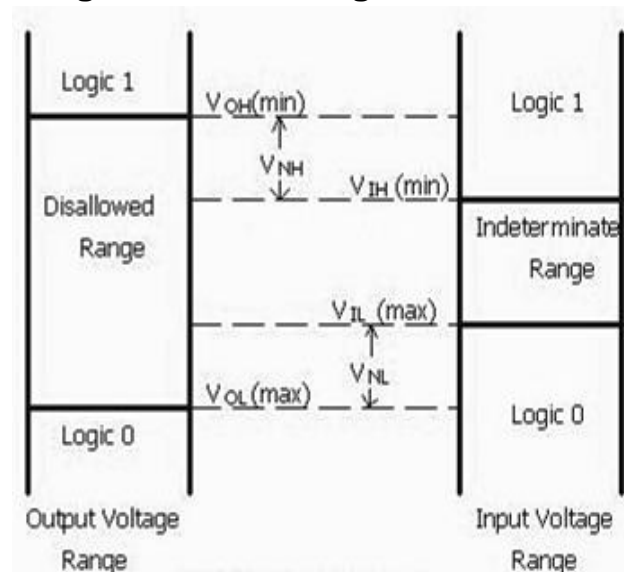 Logic 1
VOH(min)
Logic 1
VNH
VIH (min)
Disallowed
Range
Indeterminate
Range
VIL (max)
VNL
VOL(max)
Logic 0
Logic 0
Output Voltage
Range
Input Voltage
Range